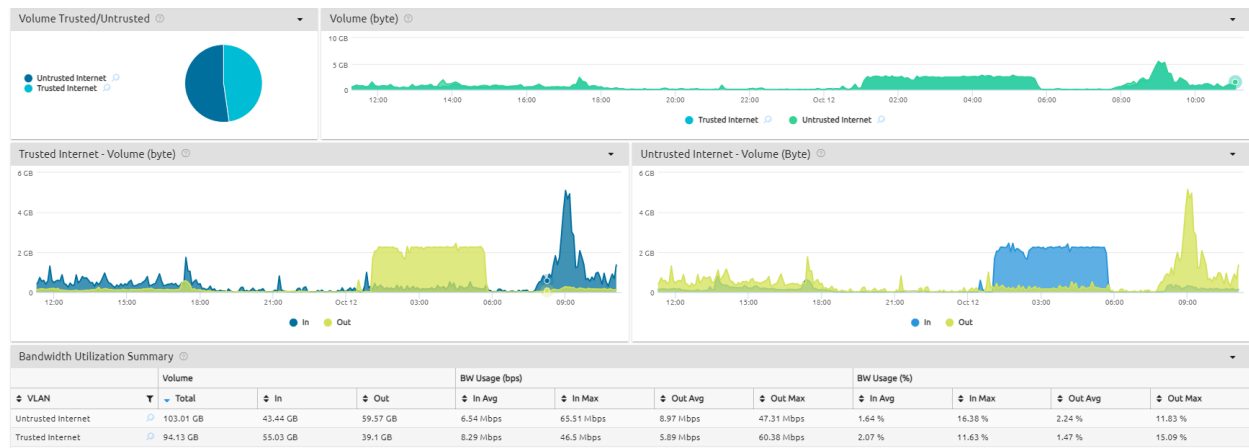 Volume Trusted/Untrusted
Untrusted Internet
Trusted Internet
Volume (byte)
10 GB
5 GB
0
12:00 14:00 16:00 18:00 20:00 22:00 Oct 12 02:00 04:00 06:00 08:00 10:00
Trusted Internet Untrusted Internet
Trusted Internet - Volume (byte)
6 GB
4 GB
2 GB
0
12:00 15:00 18:00 21:00 Oct 12 03:00 06:00 09:00
In Out
Untrusted Internet - Volume (Byte)
6 GB
4 GB
2 GB
0
12:00 15:00 18:00 21:00 Oct 12 03:00 06:00 09:00
In Out
Bandwidth Utilization Summary
Volume BW Usage (bps) BW Usage (%)
VLAN Total In Out In Avg In Max Out Avg Out Max In Avg In Max Out Avg Out Max
Untrusted Internet 103.01 GB 43.44 GB 59.57 GB 6.54 Mbps 65.51 Mbps 8.97 Mbps 47.31 Mbps 1.64 % 16.38 % 2.24 % 11.83 %
Trusted Internet 94.13 GB 55.03 GB 39.1 GB 8.29 Mbps 46.5 Mbps 5.89 Mbps 60.38 Mbps 2.07 % 11.63 % 1.47 % 15.09 %